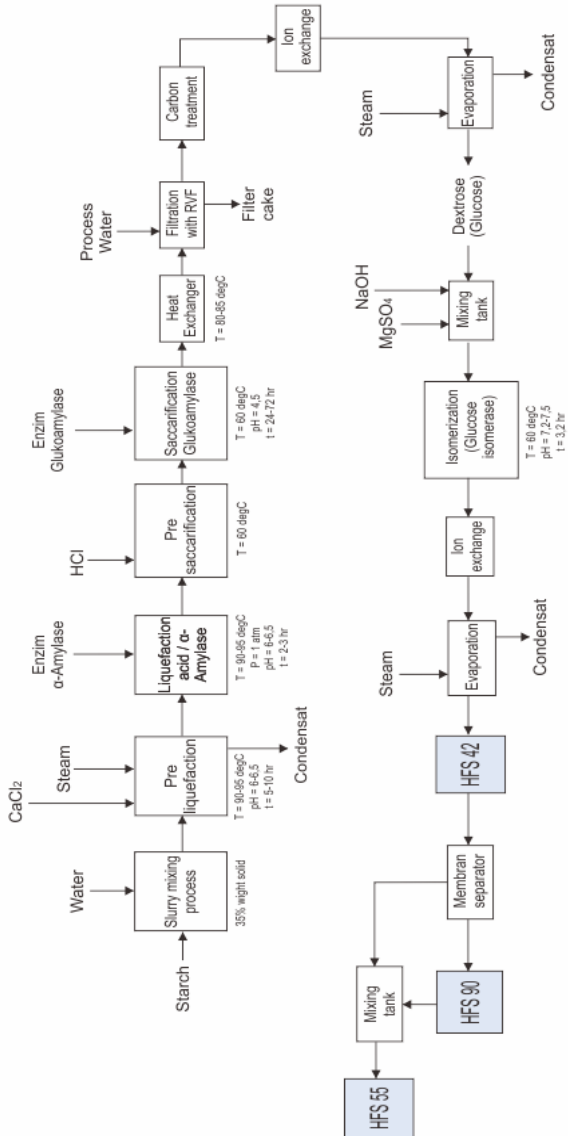 Starch
Water
Slurry mixing
process
35% wight solid
CaCl₂
Steam
Pre
liquefaction
T = 90-95 degC
pH = 6-6,5
t = 5-10 hr
Condensat
Enzim
α-Amylase
Liquefaction
acid / α-
Amylase
T = 90-95 degC
P = 1 atm
pH = 6-6,5
t = 2-3 hr
HCl
Pre
saccarification
T = 60 degC
Enzim
Glukoamylase
Saccarification
Glukoamylase
T = 60 degC
pH = 4,5
t = 24-72 hr
Heat
Exchanger
T = 80-85 degC
Process
Water
Filtration
with RVF
Filter
cake
Carbon
treatment
Ion
exchange
Steam
Evaporation
Condensat
Dextrose
(Glucose)
NaOH
MgSO₄
Mixing
tank
Isomerization
(Glucose
isomerase)
T = 60 degC
pH = 7,2-7,5
t = 3,2 hr
Ion
exchange
Steam
Evaporation
Condensat
HFS 42
Membran
separator
HFS 90
Mixing
tank
HFS 55